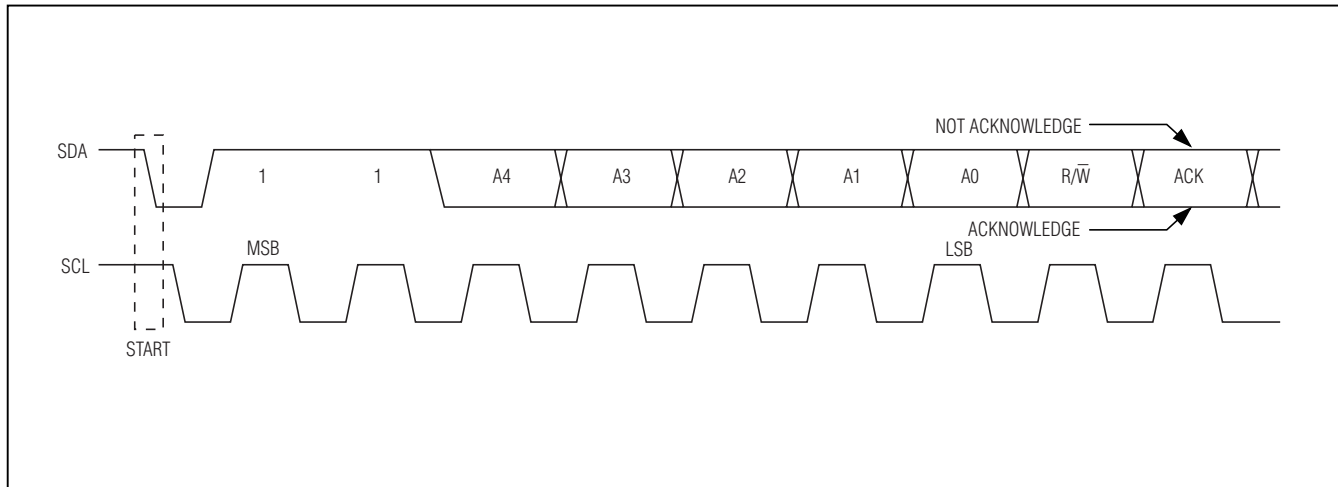 NOT ACKNOWLEDGE
SDA
1 1 A4 A3 A2 A1 A0 R/W̅ ACK
ACKNOWLEDGE
MSB LSB
SCL
START